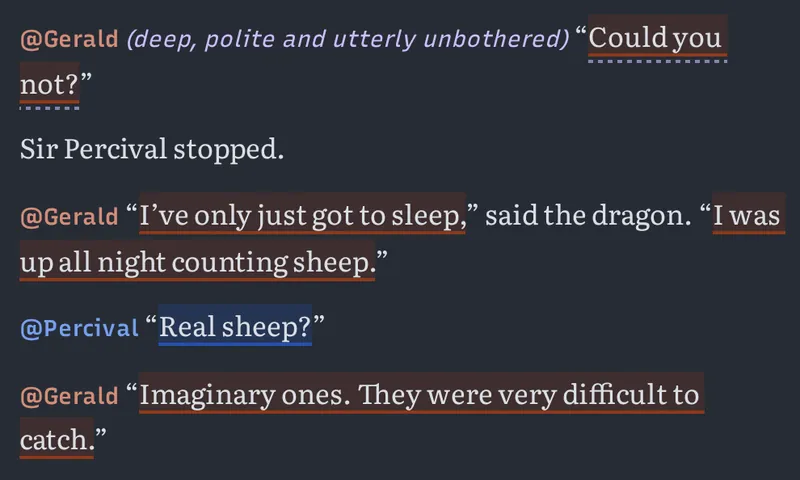 @Gerald (deep, polite and utterly unbothered) “Could you
not?”
Sir Percival stopped.
@Gerald “I’ve only just got to sleep,” said the dragon. “I was
up all night counting sheep.”
@Percival “Real sheep?”
@Gerald “Imaginary ones. They were very difficult to
catch.”